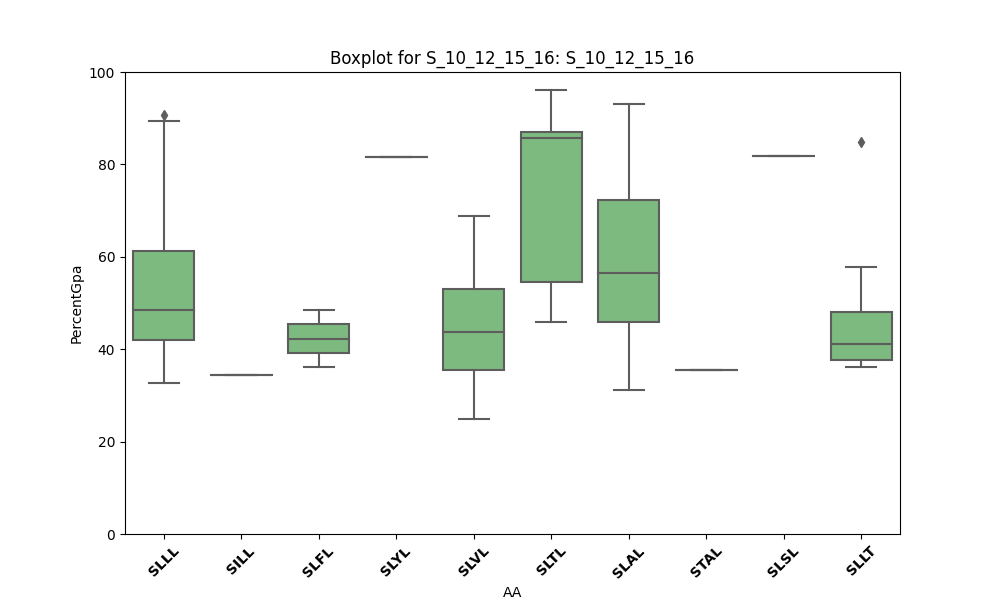 Boxplot for S_10_12_15_16: S_10_12_15_16
100
80
60
40
20
0
PercentGpa
SLLL
SILL
SLFL
SLYL
SLVL
SLTL
SLAL
STAL
SLSL
SLLT
AA